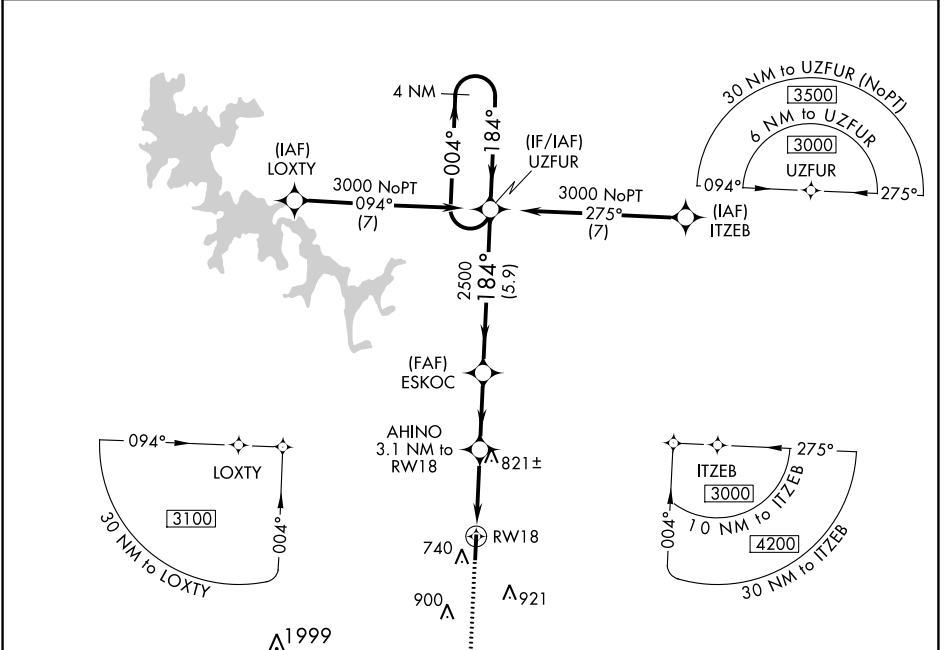 4 NM
004°
184°
(IF/IAF)
UZFUR
(IAF)
LOXTY
3000 NoPT
094°
(7)
3000 NoPT
275°
(7)
(IAF)
ITZEB
30 NM to UZFUR (NoPT)
3500
6 NM to UZFUR
3000
UZFUR
094°
275°
2500
184°
(5.9)
(FAF)
ESKOC
AHINO
3.1 NM to
RW18
821±
RW18
740
900
921
1999
094°
LOXTY
3100
004°
30 NM to LOXTY
275°
ITZEB
3000
10 NM to ITZEB
004°
4200
30 NM to ITZEB